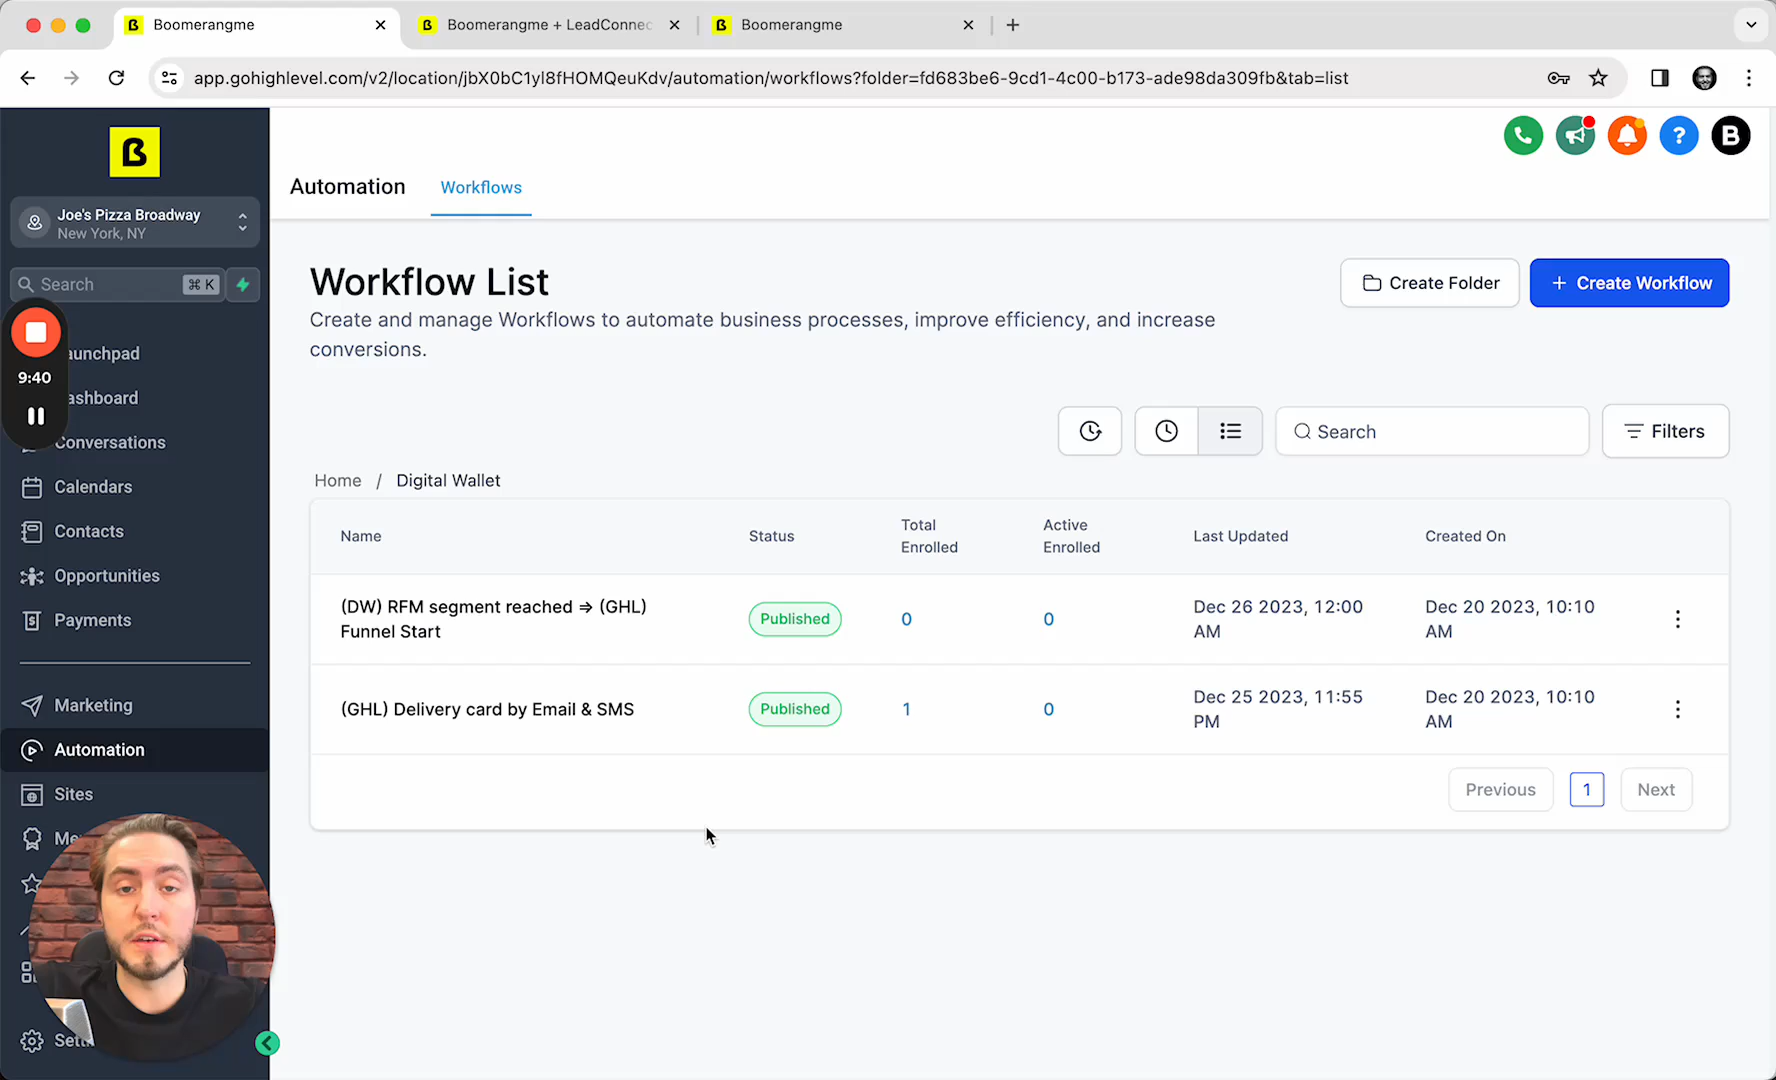 Boomerangme
Boomerangme + LeadConnec
Boomerangme
app.gohighlevel.com/v2/location/jbX0bC1yl8fHOMQeuKdv/automation/workflows?folder=fd683be6-9cd1-4c00-b173-ade98da309fb&tab=list
Joe's Pizza Broadway
New York, NY
Search
⌘ K
9:40
aunchpad
ashboard
Conversations
Calendars
Contacts
Opportunities
Payments
Marketing
Automation
Sites
Me
Automation
Workflows
Workflow List
Create and manage Workflows to automate business processes, improve efficiency, and increase
conversions.
Create Folder
+ Create Workflow
Search
Filters
Home / Digital Wallet
Name
Status
Total
Enrolled
Active
Enrolled
Last Updated
Created On
(DW) RFM segment reached => (GHL)
Funnel Start
Published
0
0
Dec 26 2023, 12:00
AM
Dec 20 2023, 10:10
AM
(GHL) Delivery card by Email & SMS
Published
1
0
Dec 25 2023, 11:55
PM
Dec 20 2023, 10:10
AM
Previous
1
Next